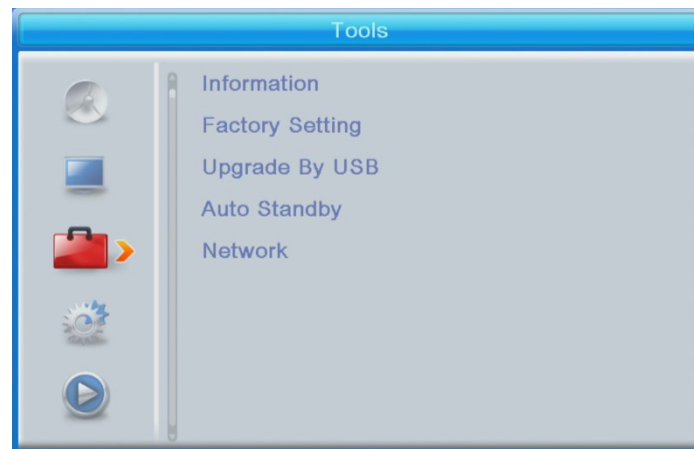 Tools
Information
Factory Setting
Upgrade By USB
Auto Standby
Network